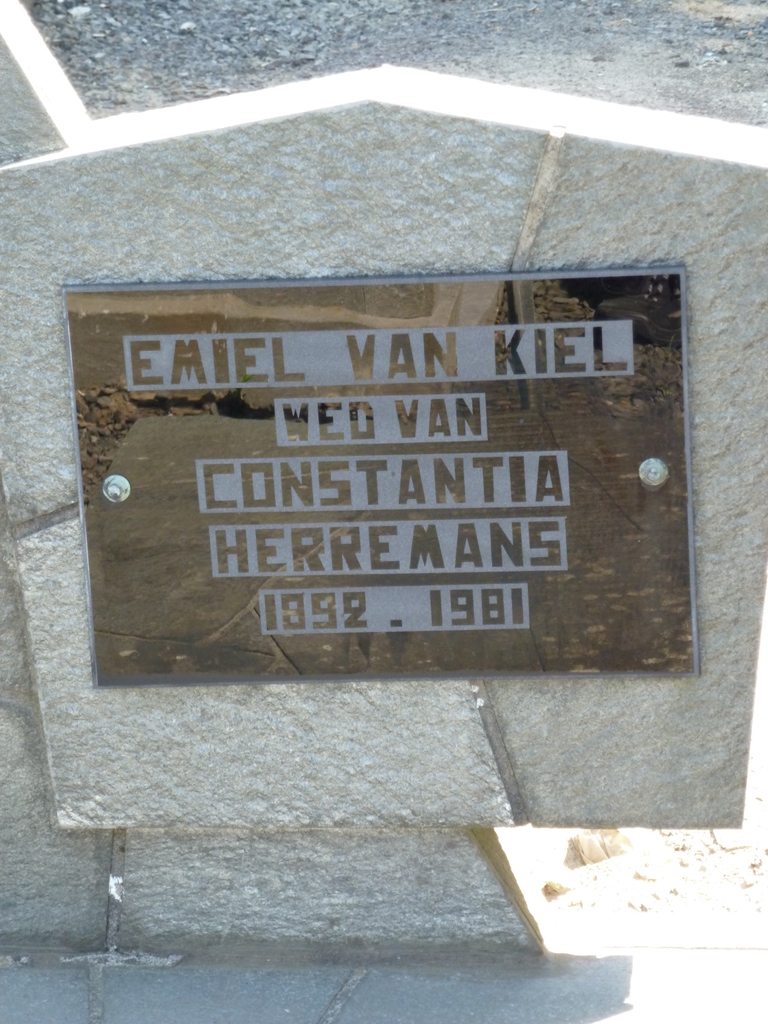 EMIEL VAN KIEL
WED VAN
CONSTANTIA
HERREMANS
1892 - 1981